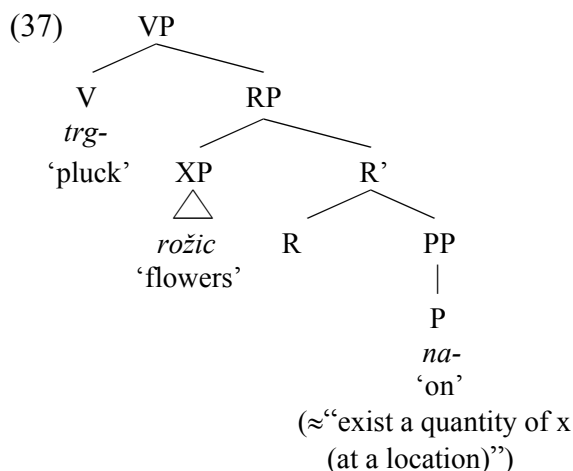 (37) VP
V RP
trg-
‘pluck’ XP R’
rožic R PP
‘flowers’
P
na-
‘on’
(≈“exist a quantity of x
(at a location)”)